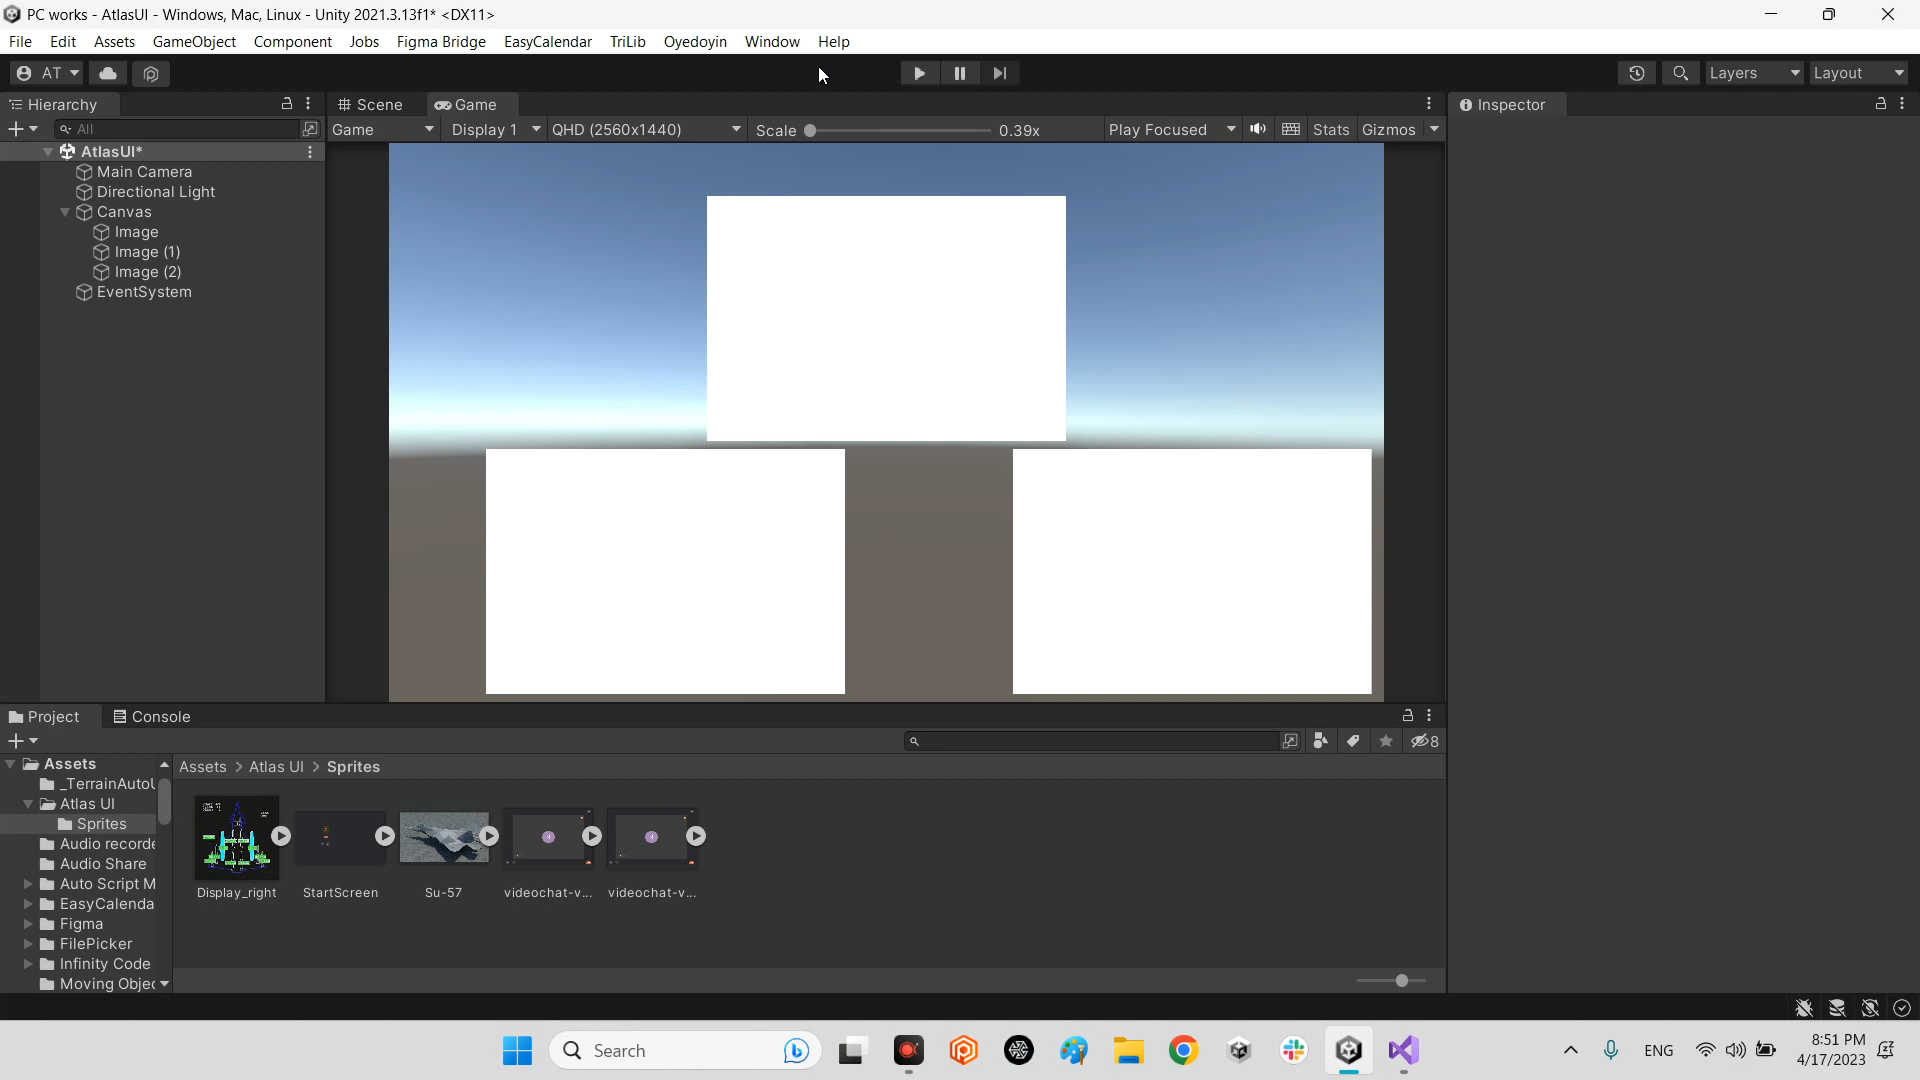 PC works - AtlasUI - Windows, Mac, Linux - Unity 2021.3.13f1* <DX11>
File Edit Assets GameObject Component Jobs Figma Bridge EasyCalendar TriLib Oyedoyin Window Help
AT Layers Layout
Hierarchy Scene Game Inspector
All Game Display 1 QHD (2560x1440) Scale 0.39x Play Focused Stats Gizmos
AtlasUI*
Main Camera
Directional Light
Canvas
Image
Image (1)
Image (2)
EventSystem
Project Console
8
Assets
Assets > Atlas UI > Sprites
_TerrainAutoU
Atlas UI
Sprites
Audio recorde
Audio Share
Auto Script M
EasyCalenda
Figma
FilePicker
Infinity Code
Moving Objec
Display_right StartScreen Su-57 videochat-v... videochat-v...
Search ENG 8:51 PM
4/17/2023